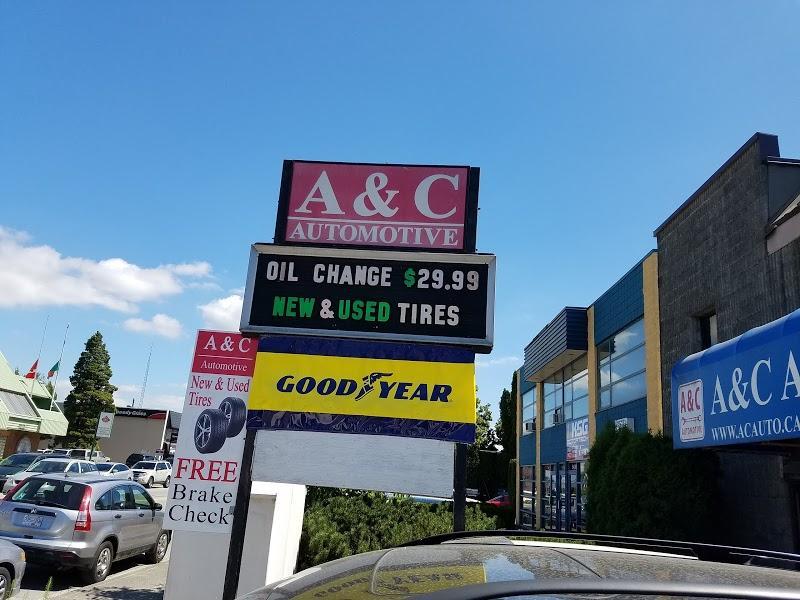 A & C
AUTOMOTIVE
OIL CHANGE $29.99
NEW & USED TIRES
GOODYEAR
A & C
Automotive
New & Used
Tires
FREE
Brake
Check
KSG
A&C
AUTOMOTIVE
A&C A
WWW.ACAUTO.CA